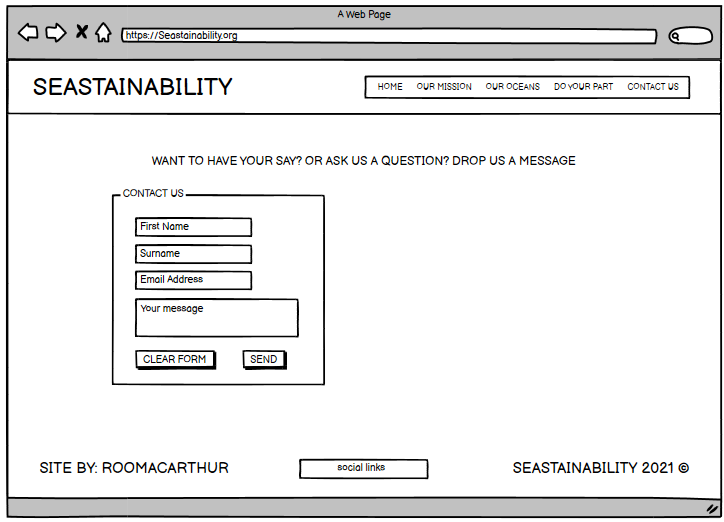 A Web Page
https://Seastainability.org
SEASTAINABILITY
HOME OUR MISSION OUR OCEANS DO YOUR PART CONTACT US
WANT TO HAVE YOUR SAY? OR ASK US A QUESTION? DROP US A MESSAGE
CONTACT US
First Name
Surname
Email Address
Your message
CLEAR FORM SEND
SITE BY: ROOMACARTHUR social links SEASTAINABILITY 2021 ©